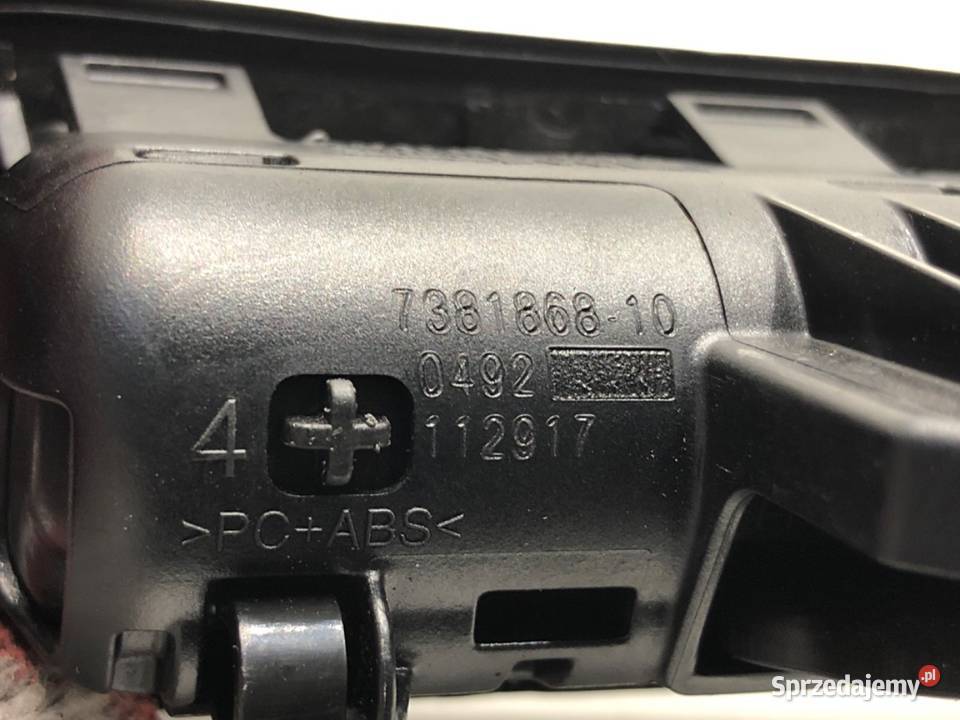 7381868-10
0492
112917
4
>PC+ABS<
Sprzedajemy.pl